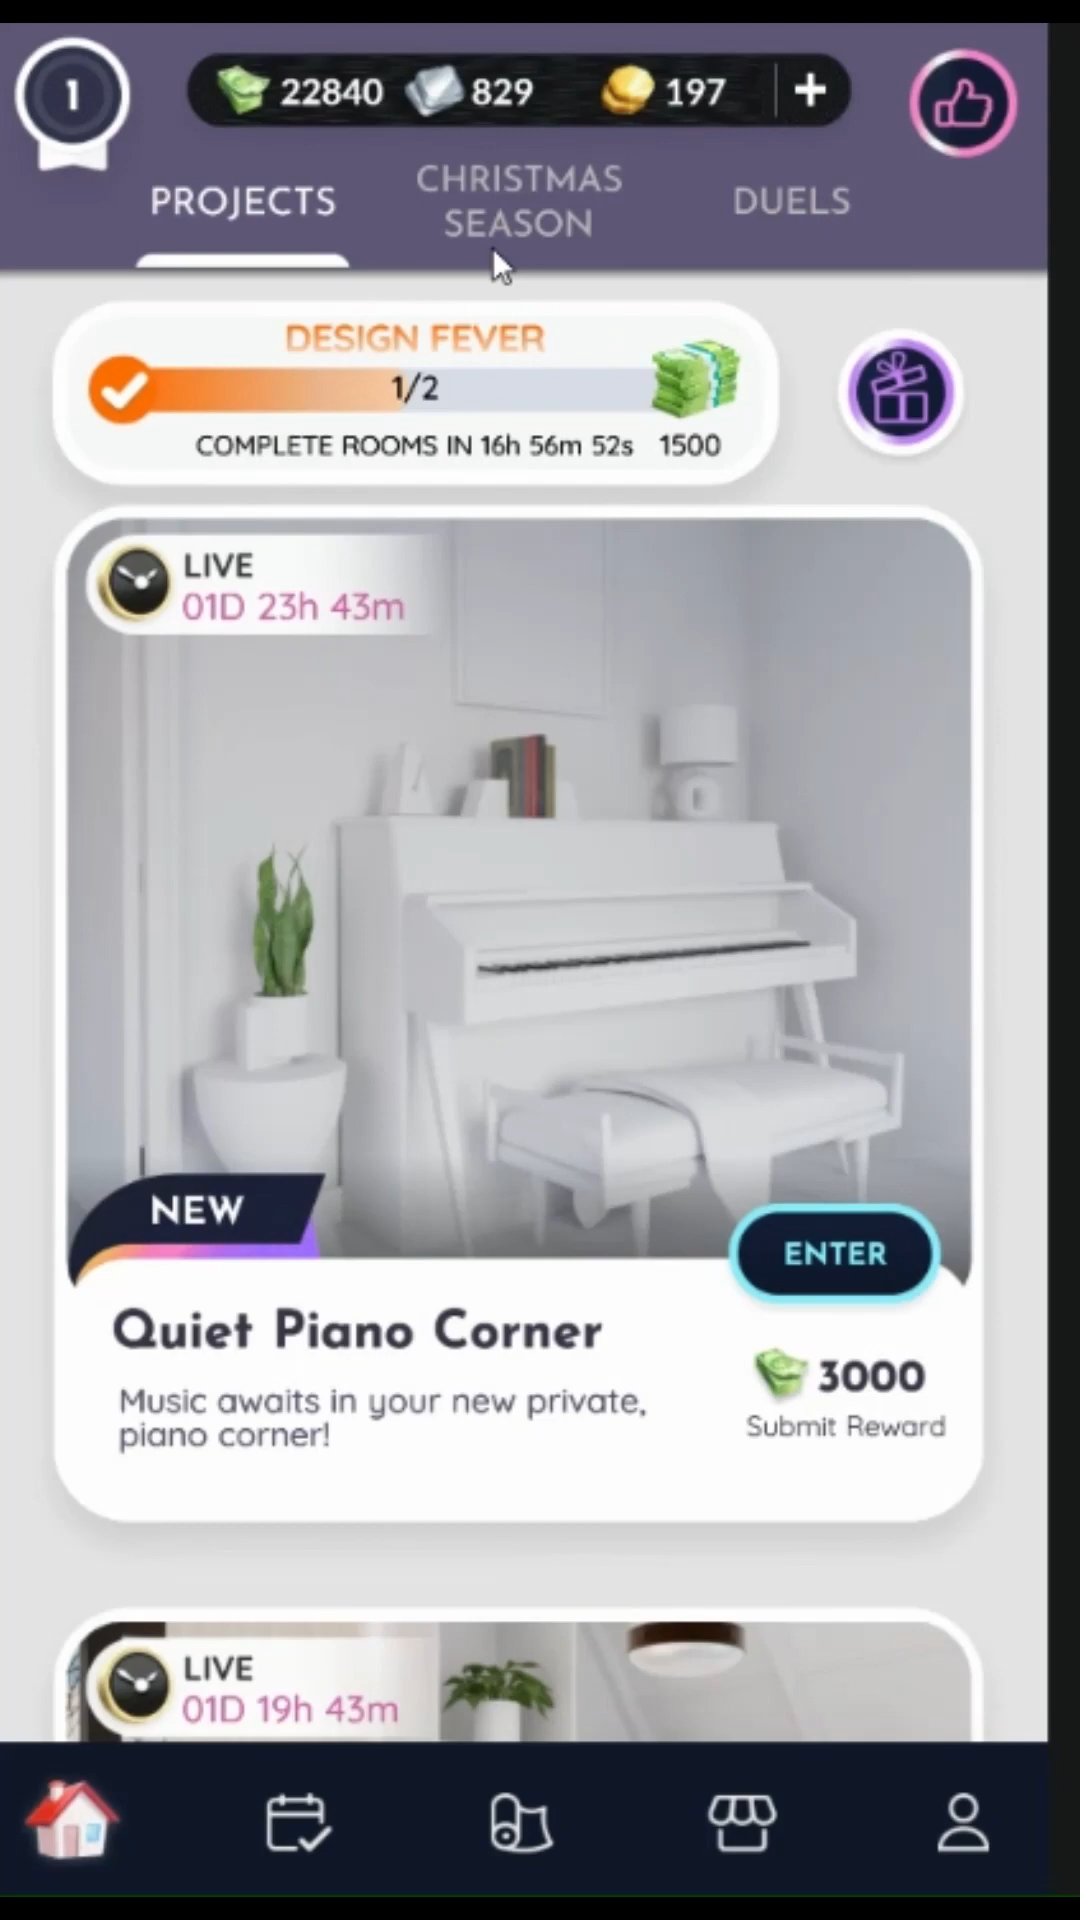 1
22840 829 197 +
PROJECTS
CHRISTMAS
SEASON
DUELS
DESIGN FEVER
1/2
COMPLETE ROOMS IN 16h 56m 52s 1500
LIVE
01D 23h 43m
NEW
ENTER
Quiet Piano Corner
3000
Submit Reward
Music awaits in your new private,
piano corner!
LIVE
01D 19h 43m